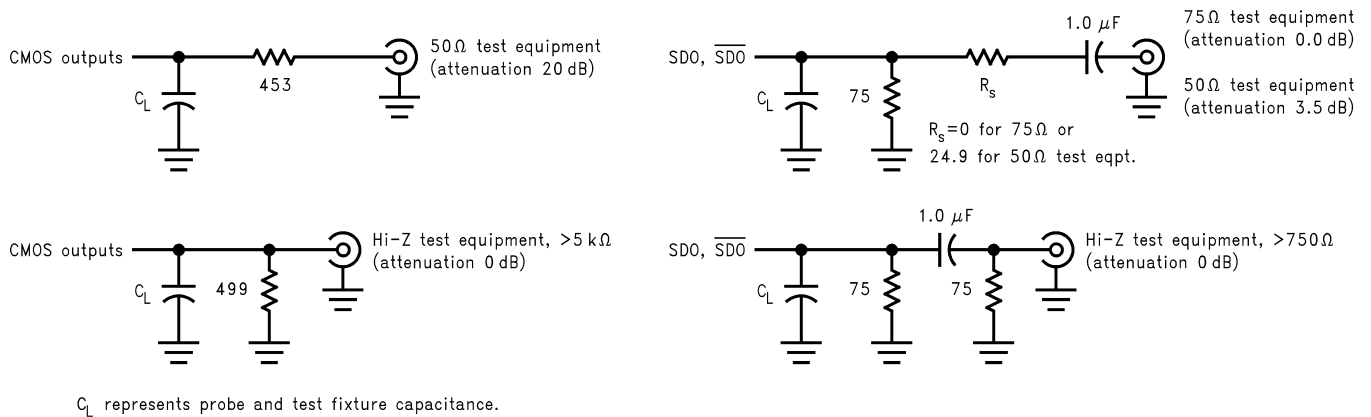 CMOS outputs
C_L
453
50Ω test equipment
(attenuation 20 dB)
SDO, S̅D̅O̅
C_L
75
R_s
1.0 μF
75Ω test equipment
(attenuation 0.0 dB)
50Ω test equipment
(attenuation 3.5 dB)
R_s=0 for 75Ω or
24.9 for 50Ω test eqpt.
CMOS outputs
C_L
499
Hi-Z test equipment, >5 kΩ
(attenuation 0 dB)
SDO, S̅D̅O̅
C_L
75
1.0 μF
75
Hi-Z test equipment, >750Ω
(attenuation 0 dB)
C_L represents probe and test fixture capacitance.